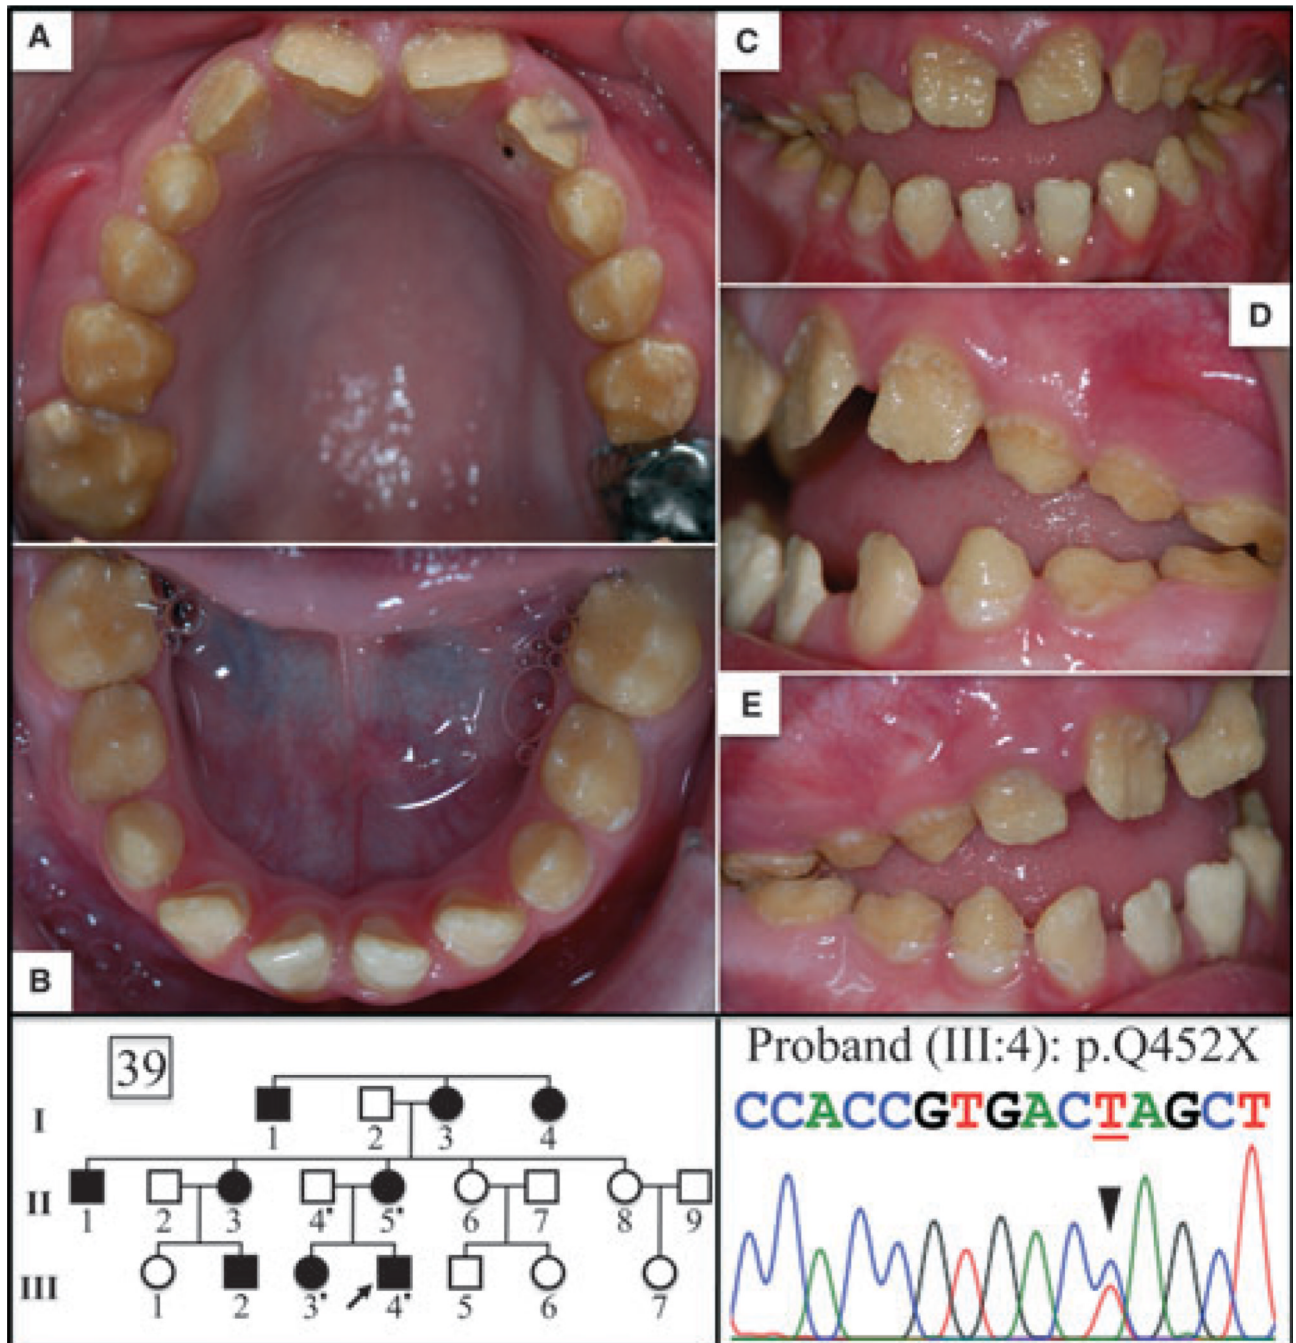 A
C
D
B
E
39
I
1 2 3 4
II
1 2 3 4• 5• 6 7 8 9
III
1 2 3• 4• 5 6 7
Proband (III:4): p.Q452X
CCACCGTGACTAGCT